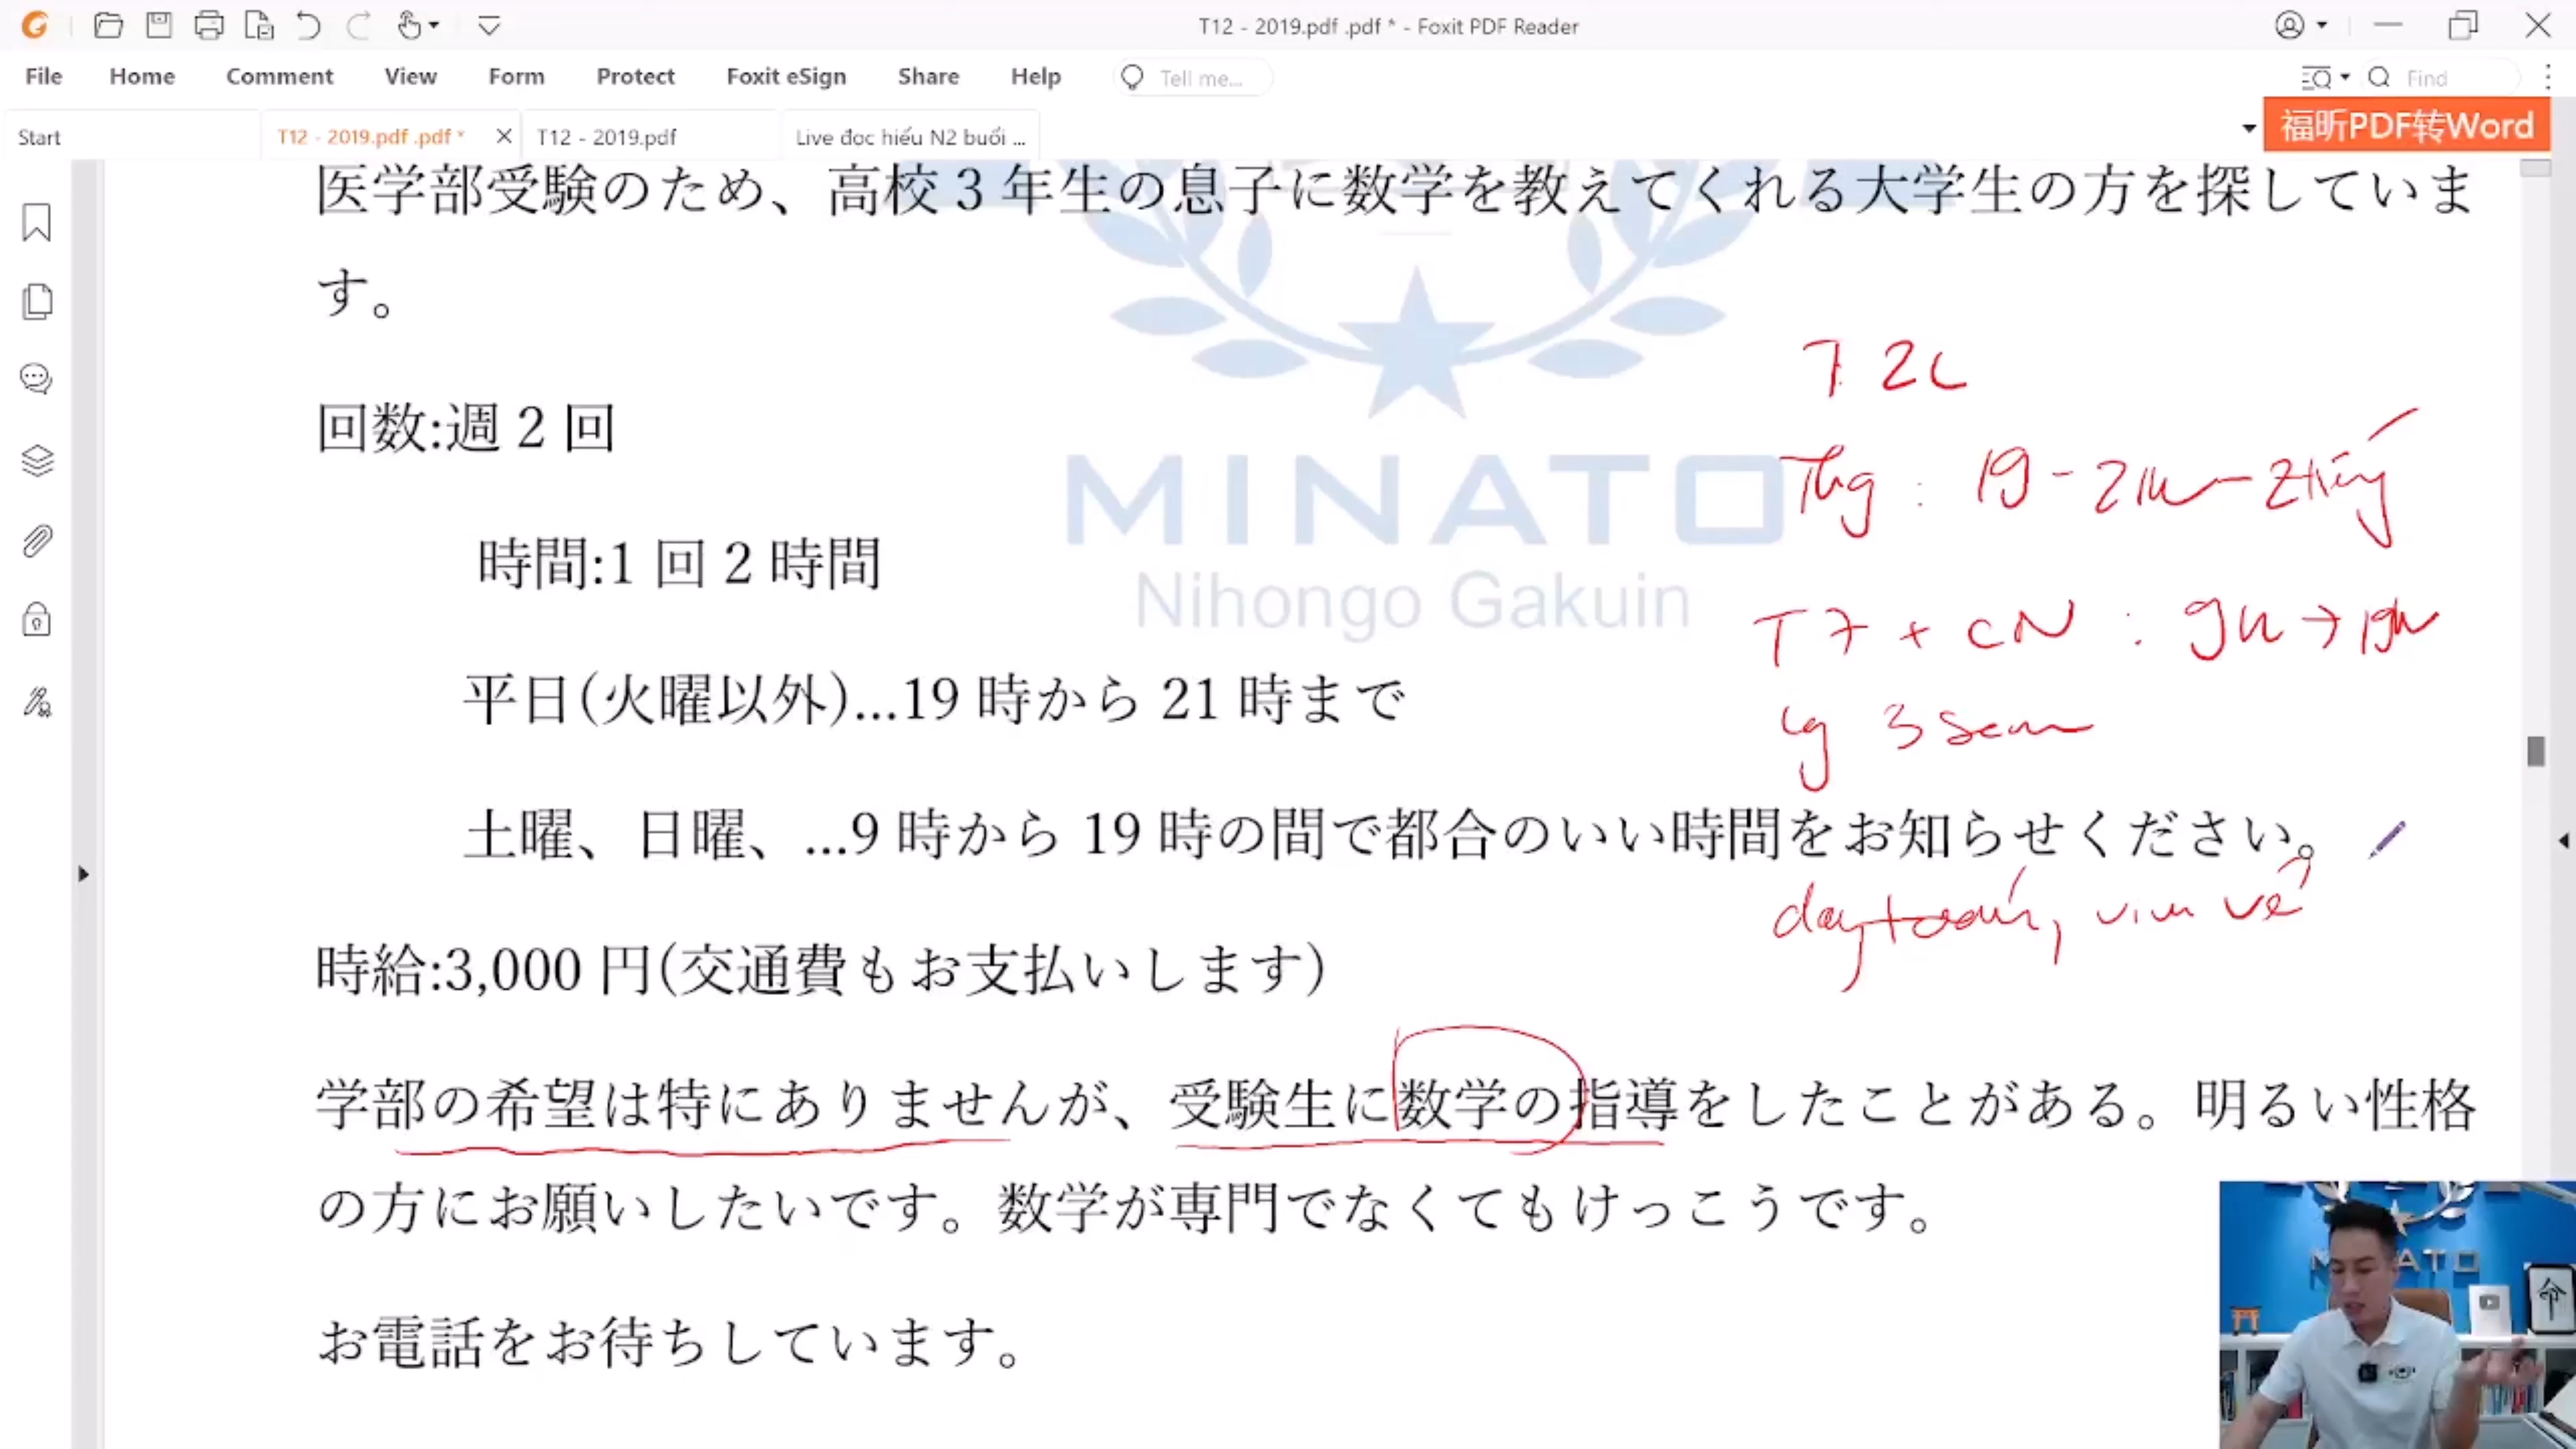 T12 - 2019.pdf .pdf * - Foxit PDF Reader
File Home Comment View Form Protect Foxit eSign Share Help Tell me... Find
Start T12 - 2019.pdf .pdf * T12 - 2019.pdf Live đọc hiểu N2 buổi ... 福昕PDF转Word
医学部受験のため、高校3年生の息子に数学を教えてくれる大学生の方を探していま
す。
T 2L
回数:週2回
MINATO
時間:1回2時間
Nihongo Gakuin
T7 + CN : 9h → 19h
平日(火曜以外)...19時から21時まで
lg 3 sen
土曜、日曜、...9時から19時の間で都合のいい時間をお知らせください。
dạy toán, vui vẻ
時給:3,000円(交通費もお支払いします)
学部の希望は特にありませんが、受験生に数学の指導をしたことがある。明るい性格
の方にお願いしたいです。数学が専門でなくてもけっこうです。
お電話をお待ちしています。